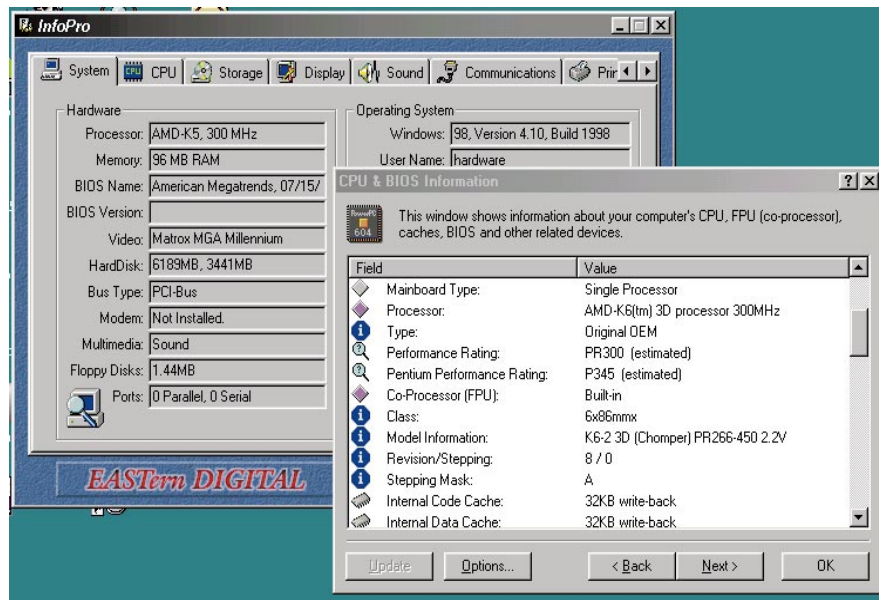 InfoPro
System CPU Storage Display Sound Communications Prir
Hardware
Processor: AMD-K5, 300 MHz
Memory: 96 MB RAM
BIOS Name: American Megatrends, 07/15/
BIOS Version:
Video: Matrox MGA Millennium
HardDisk: 6189MB, 3441MB
Bus Type: PCI-Bus
Modem: Not Installed.
Multimedia: Sound
Floppy Disks: 1.44MB
Ports: 0 Parallel, 0 Serial
Operating System
Windows: 98, Version 4.10, Build 1998
User Name: hardware
EASTern DIGITAL
CPU & BIOS Information
PowerPC
604
This window shows information about your computer's CPU, FPU (co-processor),
caches, BIOS and other related devices.
Field Value
Mainboard Type: Single Processor
Processor: AMD-K6(tm) 3D processor 300MHz
Type: Original OEM
Performance Rating: PR300 (estimated)
Pentium Performance Rating: P345 (estimated)
Co-Processor (FPU): Built-in
Class: 6x86mmx
Model Information: K6-2 3D (Chomper) PR266-450 2.2V
Revision/Stepping: 8 / 0
Stepping Mask: A
Internal Code Cache: 32KB write-back
Internal Data Cache: 32KB write-back
Update Options... < Back Next > OK